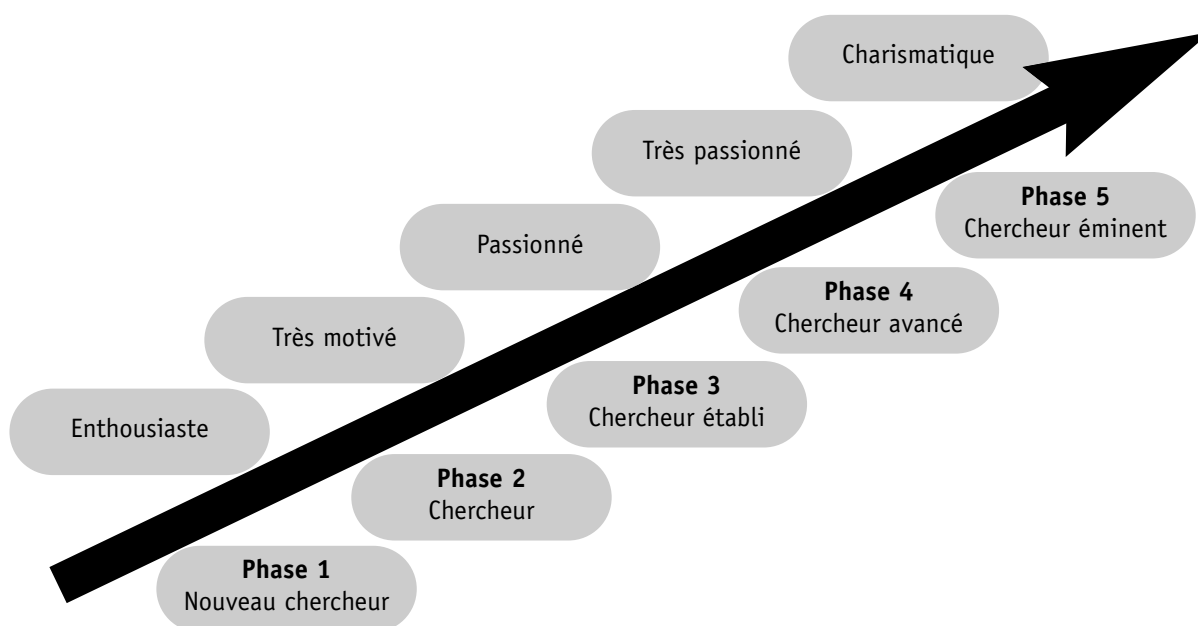 Charismatique
Très passionné
Phase 5
Chercheur éminent
Passionné
Phase 4
Chercheur avancé
Très motivé
Phase 3
Chercheur établi
Enthousiaste
Phase 2
Chercheur
Phase 1
Nouveau chercheur